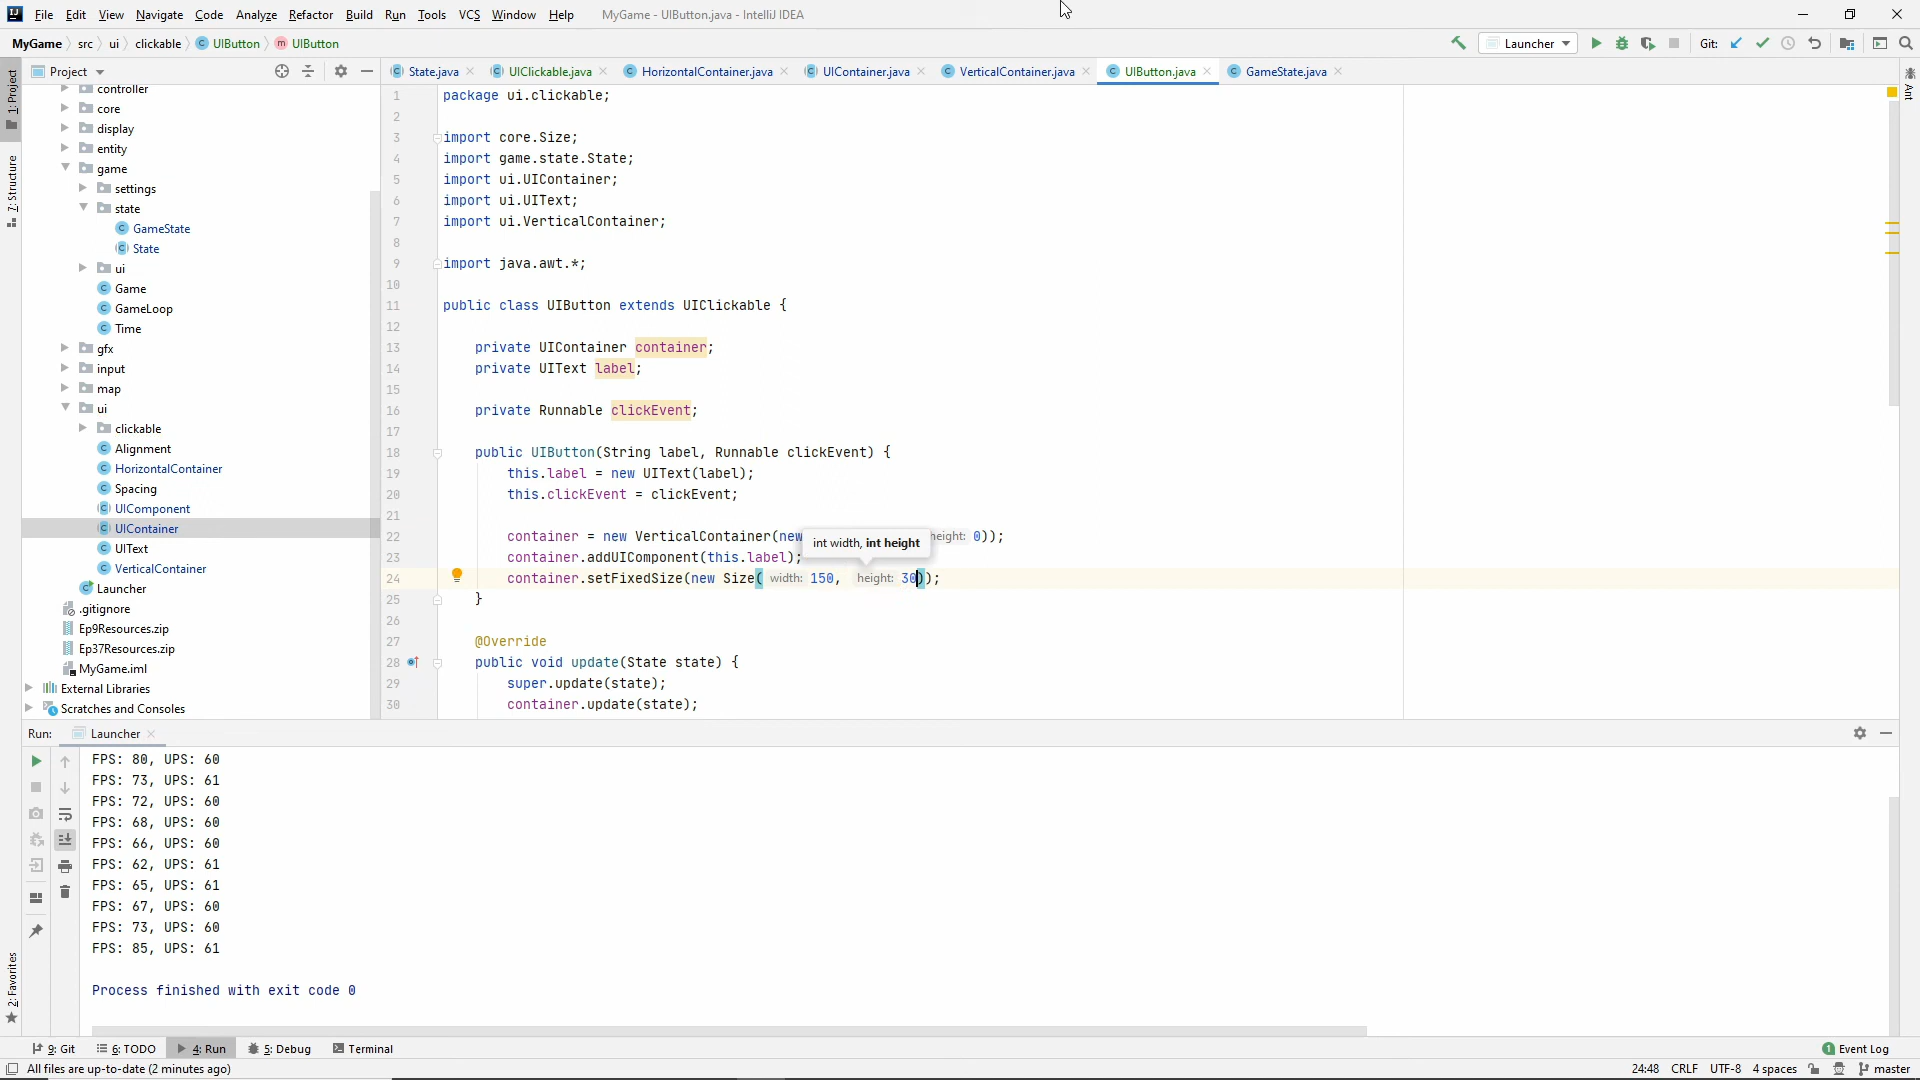 File Edit View Navigate Code Analyze Refactor Build Run Tools VCS Window Help MyGame - UIButton.java - IntelliJ IDEA
MyGame src ui clickable UIButton UIButton Launcher Git:
1: Project
7: Structure
2: Favorites
Ant
Project
controller
core
display
entity
game
settings
state
GameState
State
ui
Game
GameLoop
Time
gfx
input
map
ui
clickable
Alignment
HorizontalContainer
Spacing
UIComponent
UIContainer
UIText
VerticalContainer
Launcher
.gitignore
Ep9Resources.zip
Ep37Resources.zip
MyGame.iml
External Libraries
Scratches and Consoles
State.java UIClickable.java HorizontalContainer.java UIContainer.java VerticalContainer.java UIButton.java GameState.java
1 package ui.clickable;
2
3 import core.Size;
4 import game.state.State;
5 import ui.UIContainer;
6 import ui.UIText;
7 import ui.VerticalContainer;
8
9 import java.awt.*;
10
11 public class UIButton extends UIClickable {
12
13 private UIContainer container;
14 private UIText label;
15
16 private Runnable clickEvent;
17
18 public UIButton(String label, Runnable clickEvent) {
19 this.label = new UIText(label);
20 this.clickEvent = clickEvent;
21
22 container = new VerticalContainer(new height: 0));
int width, int height
23 container.addUIComponent(this.label);
24 container.setFixedSize(new Size( width: 150, height: 30));
25 }
26
27 @Override
28 public void update(State state) {
29 super.update(state);
30 container.update(state);
Run: Launcher
FPS: 80, UPS: 60
FPS: 73, UPS: 61
FPS: 72, UPS: 60
FPS: 68, UPS: 60
FPS: 66, UPS: 60
FPS: 62, UPS: 61
FPS: 65, UPS: 61
FPS: 67, UPS: 60
FPS: 73, UPS: 60
FPS: 85, UPS: 61
Process finished with exit code 0
9: Git 6: TODO 4: Run 5: Debug Terminal 1 Event Log
All files are up-to-date (2 minutes ago) 24:48 CRLF UTF-8 4 spaces master